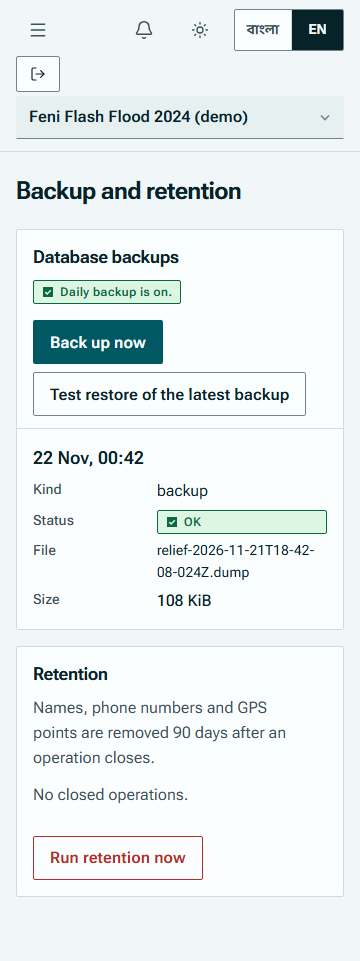 বাংলা
EN
Feni Flash Flood 2024 (demo)
Backup and retention
Database backups
Daily backup is on.
Back up now
Test restore of the latest backup
22 Nov, 00:42
Kind backup
Status OK
File relief-2026-11-21T18-42-
08-024Z.dump
Size 108 KiB
Retention
Names, phone numbers and GPS
points are removed 90 days after an
operation closes.
No closed operations.
Run retention now